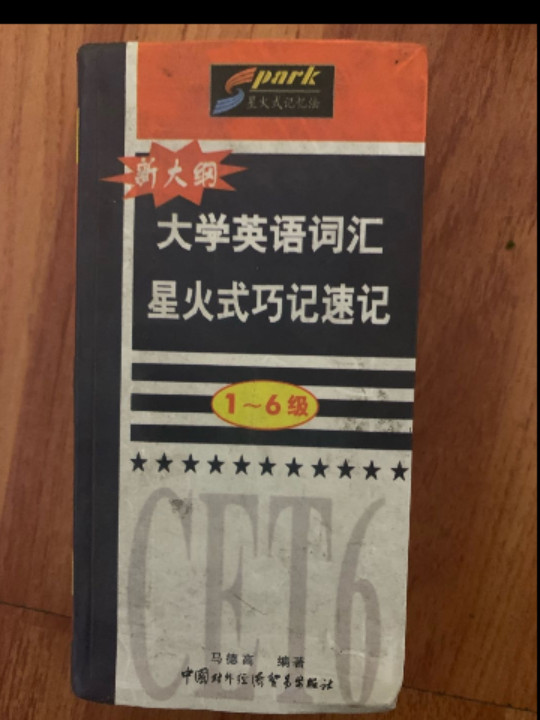 Spark
星火式记忆法
新大纲
大学英语词汇
星火式巧记速记
1~6级
CET6
马德高 编著
中国对外经济贸易出版社